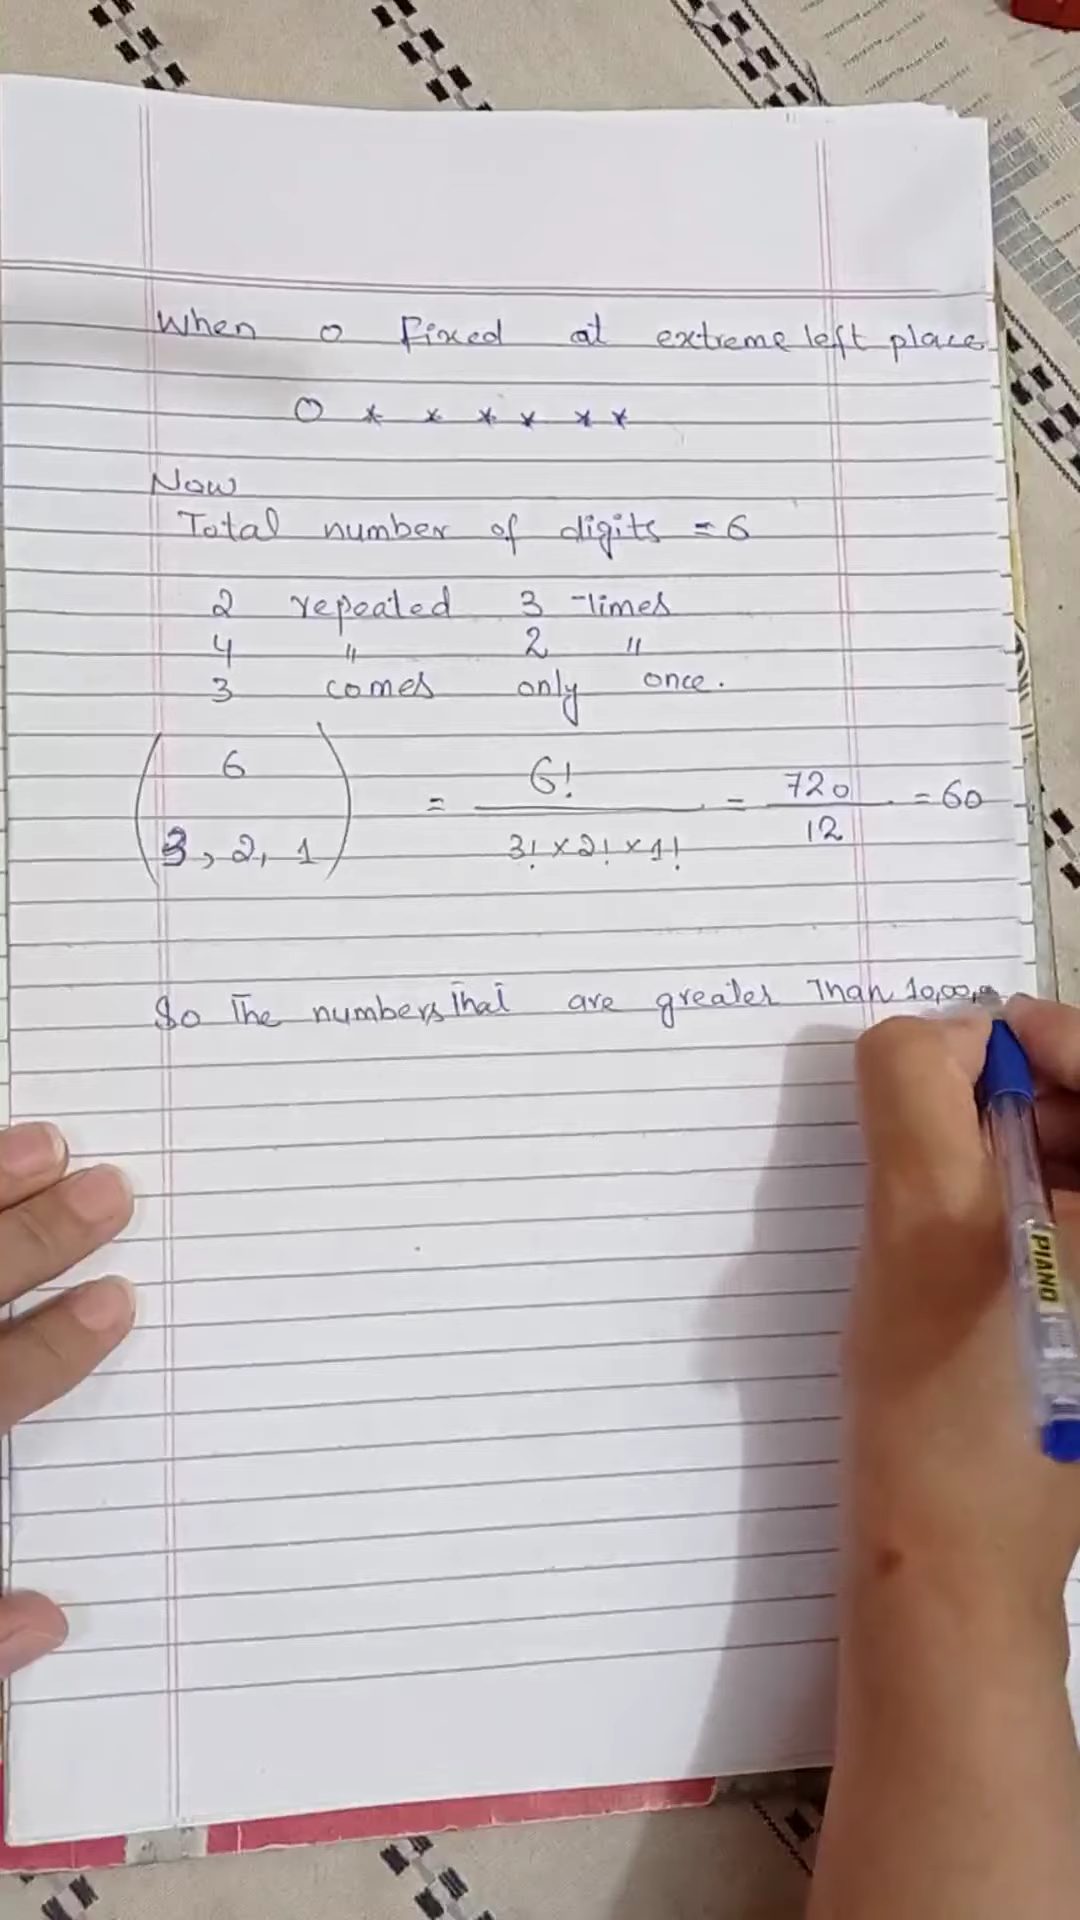 When 0 fixed at extreme left place
0 * * * * * *
Now
Total number of digits = 6
2 repeated 3 times
4 " 2 "
3 comes only once.
(6 3, 2, 1) = 6! / 3! × 2! × 1! = 720 / 12 = 60
So The numbers That are greater Than 10,00,
PIANO